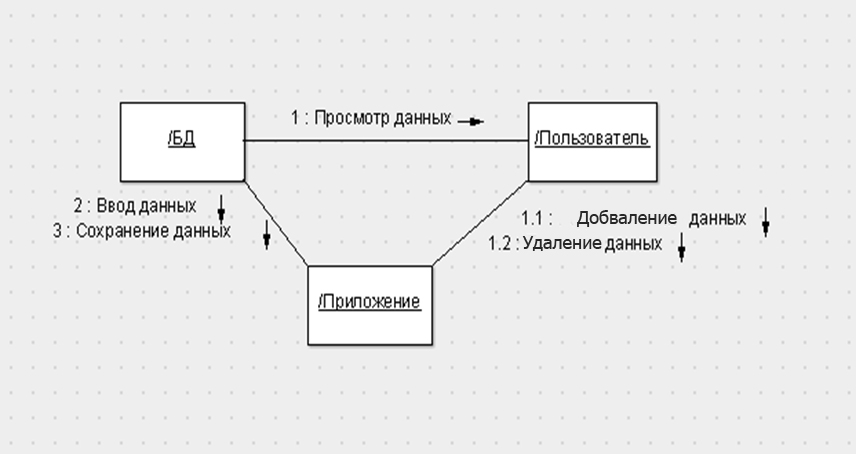 1 : Просмотр данных
/БД
/Пользователь
2 : Ввод данных
3 : Сохранение данных
1.1 : Добваление данных
1.2 : Удаление данных
/Приложение